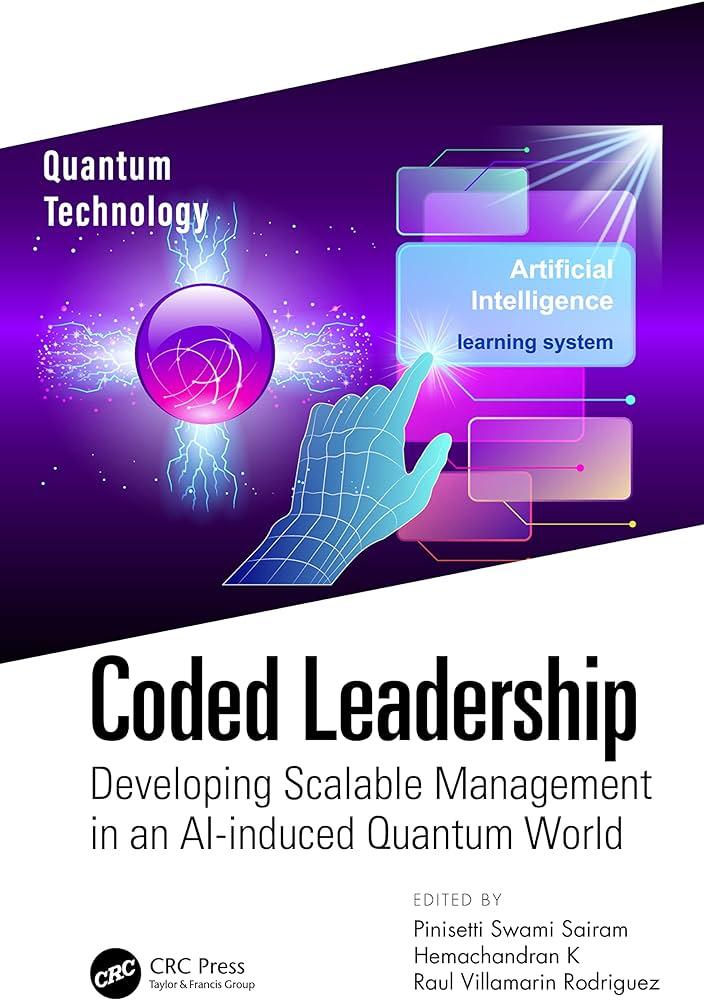 Quantum
Technology
Artificial
Intelligence
learning system
Coded Leadership
Developing Scalable Management
in an AI-induced Quantum World
EDITED BY
Pinisetti Swami Sairam
Hemachandran K
Raul Villamarin Rodriguez
CRC
CRC Press
Taylor & Francis Group